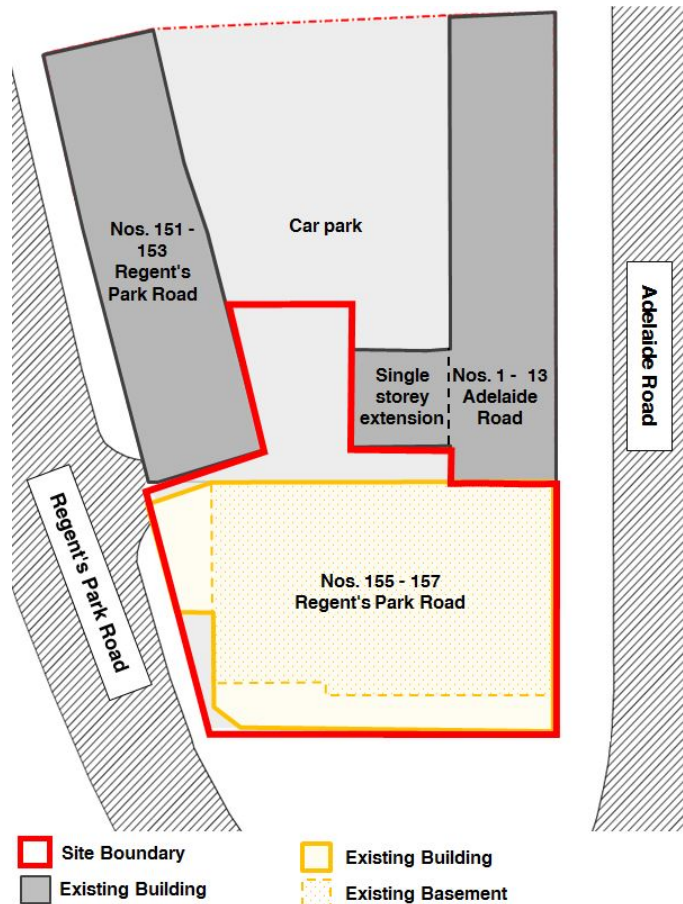 Nos. 151 -
153
Regent's
Park Road
Car park
Adelaide Road
Single
storey
extension
Nos. 1 - 13
Adelaide
Road
Regent's Park Road
Nos. 155 - 157
Regent's Park Road
Site Boundary
Existing Building
Existing Building
Existing Basement